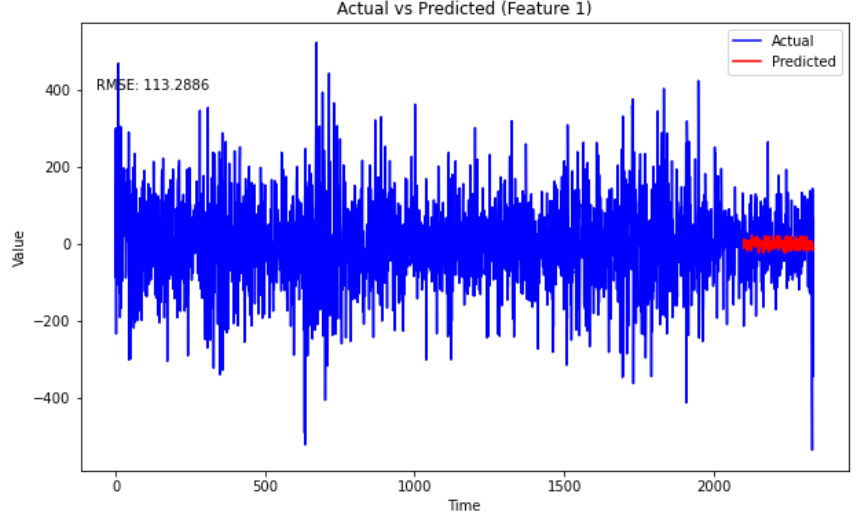 Actual vs Predicted (Feature 1)
Actual
Predicted
RMSE: 113.2886
400
200
0
−200
−400
Value
0 500 1000 1500 2000
Time